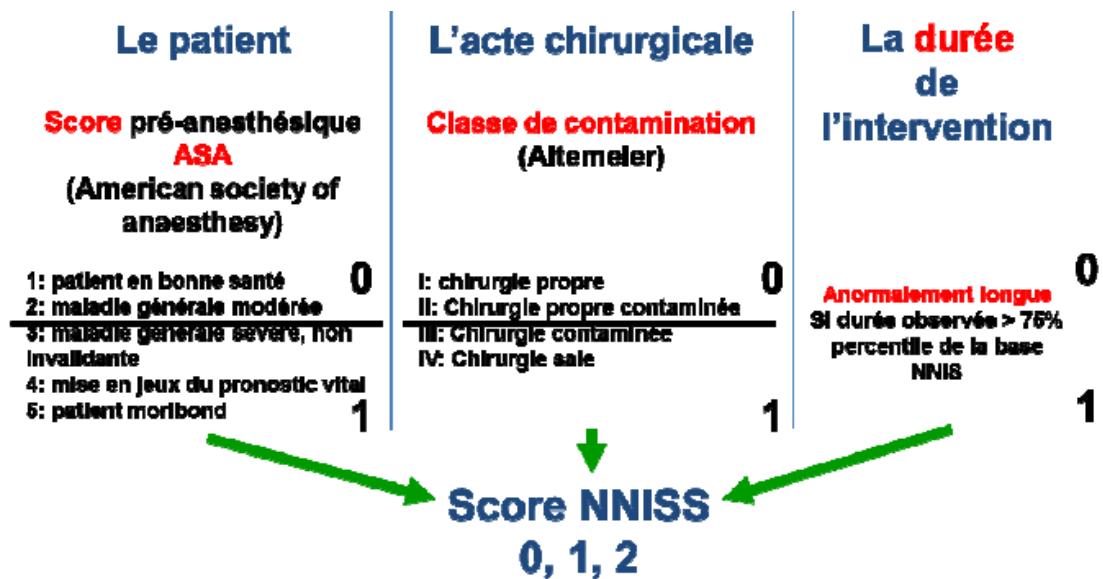 Le patient
Score pré-anesthésique
ASA
(American society of
anaesthesy)
1: patient en bonne santé
2: maladie générale modérée
3: maladie générale sévère, non
invalidante
4: mise en jeux du pronostic vital
5: patient moribond
0
1
L'acte chirurgicale
Classe de contamination
(Altemeler)
I: chirurgie propre
II: Chirurgie propre contaminée
III: Chirurgie contaminée
IV: Chirurgie sale
0
1
La durée
de
l'intervention
Anormalement longue
Si durée observée > 75%
percentile de la base
NNIS
0
1
Score NNISS
0, 1, 2